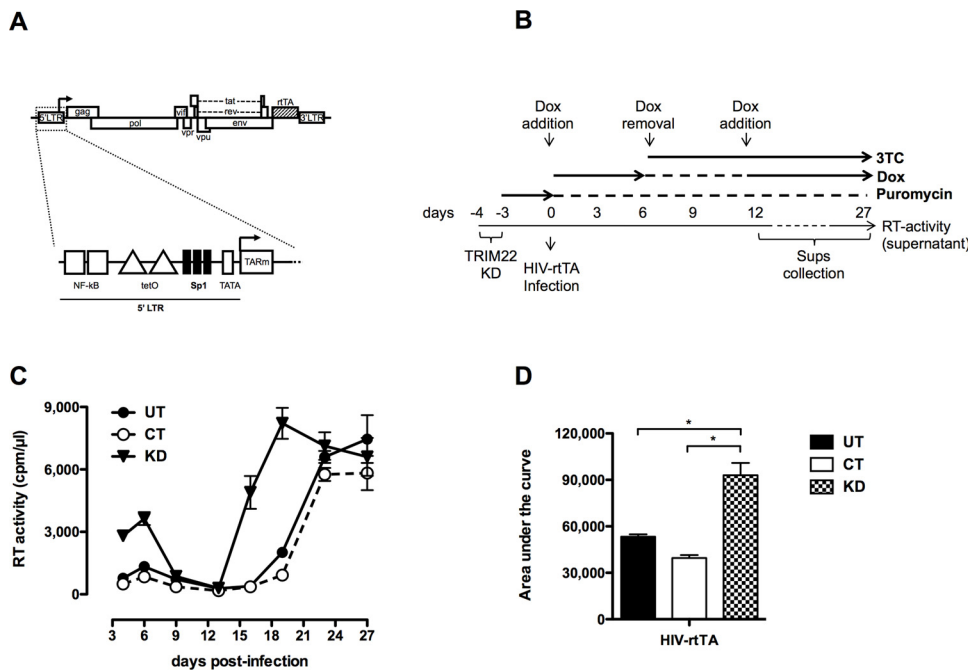 A
5'LTR gag pol vif vpr vpu tat rev env rtTA 3'LTR
NF-kB tetO Sp1 TATA TARm
5' LTR
B
Dox addition Dox removal Dox addition
3TC
Dox
Puromycin
days -4 -3 0 3 6 9 12 27
RT-activity (supernatant)
TRIM22 KD
HIV-rtTA Infection
Sups collection
C
UT
CT
KD
RT activity (cpm/µl)
9,000
6,000
3,000
0
3 6 9 12 15 18 21 24 27
days post-infection
D
* *
Area under the curve
120,000
90,000
60,000
30,000
0
HIV-rtTA
UT
CT
KD